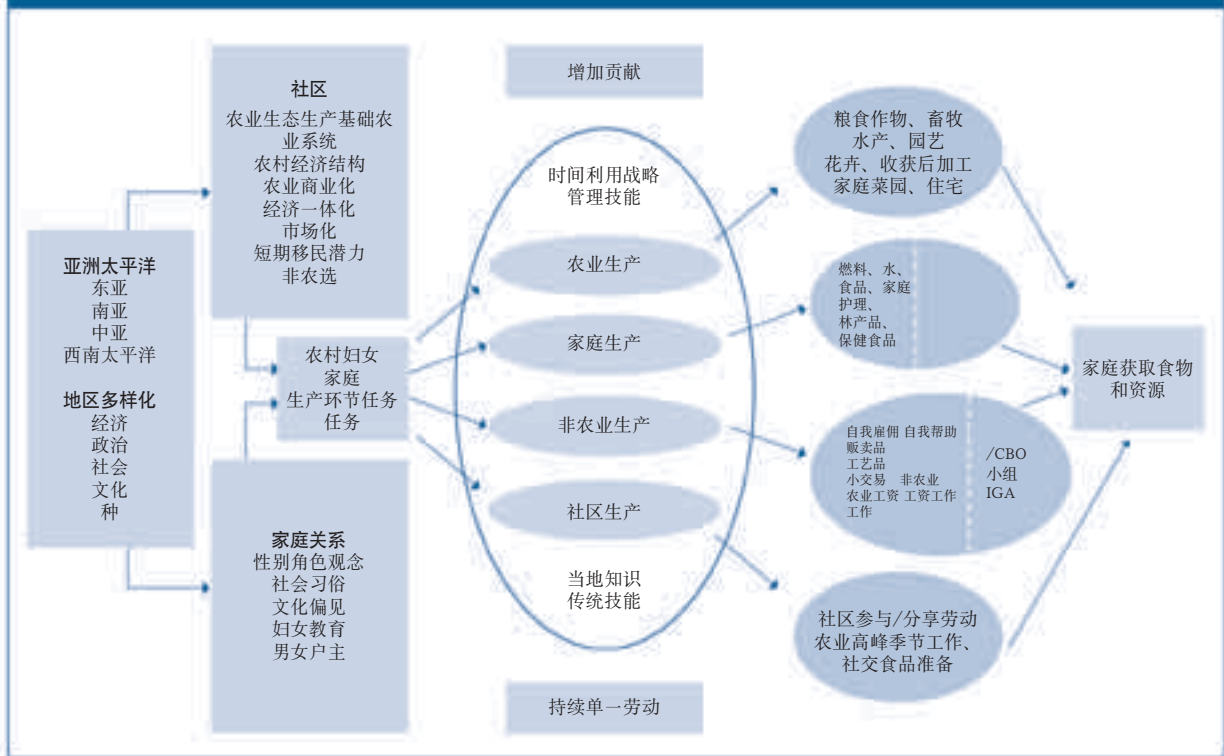 亚洲太平洋
东亚
南亚
中亚
西南太平洋
地区多样化
经济
政治
社会
文化
种
社区
农业生态生产基础农
业系统
农村经济结构
农业商业化
经济一体化
市场化
短期移民潜力
非农选
家庭关系
性别角色观念
社会习俗
文化偏见
妇女教育
男女户主
农村妇女
家庭
生产环节任务
任务
增加贡献
时间利用战略
管理技能
农业生产
家庭生产
非农业生产
社区生产
当地知识
传统技能
持续单一劳动
粮食作物、畜牧
水产、园艺
花卉、收获后加工
家庭菜园、住宅
燃料、水、
食品、家庭
护理、
林产品、
保健食品
自我雇佣 自我帮助
贩卖品
工艺品
小交易 非农业
农业工资 工资工作
工作
/CBO
小组
IGA
社区参与/分享劳动
农业高峰季节工作、
社交食品准备
家庭获取食物
和资源